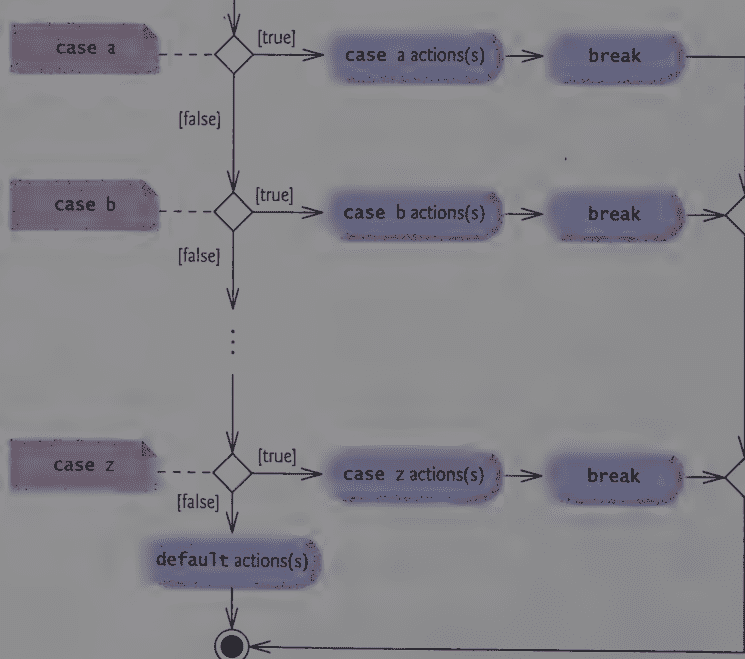 case a
[true]
case a actions(s)
break
[false]
case b
[true]
case b actions(s)
break
[false]
case z
[true]
case z actions(s)
break
[false]
default actions(s)